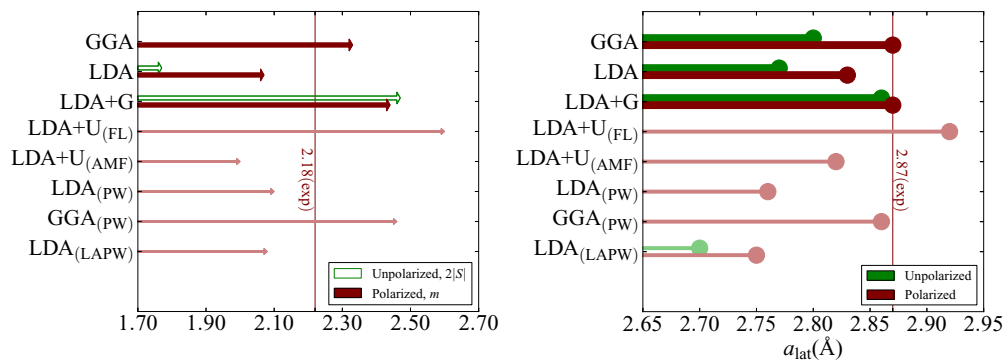 GGA
LDA
LDA+G
LDA+U(FL)
LDA+U(AMF)
LDA(PW)
GGA(PW)
LDA(LAPW)
2.18(exp)
Unpolarized, 2|S|
Polarized, m
1.70 1.90 2.10 2.30 2.50 2.70
GGA
LDA
LDA+G
LDA+U(FL)
LDA+U(AMF)
LDA(PW)
GGA(PW)
LDA(LAPW)
2.87(exp)
Unpolarized
Polarized
2.65 2.70 2.75 2.80 2.85 2.90 2.95
alat(Å)